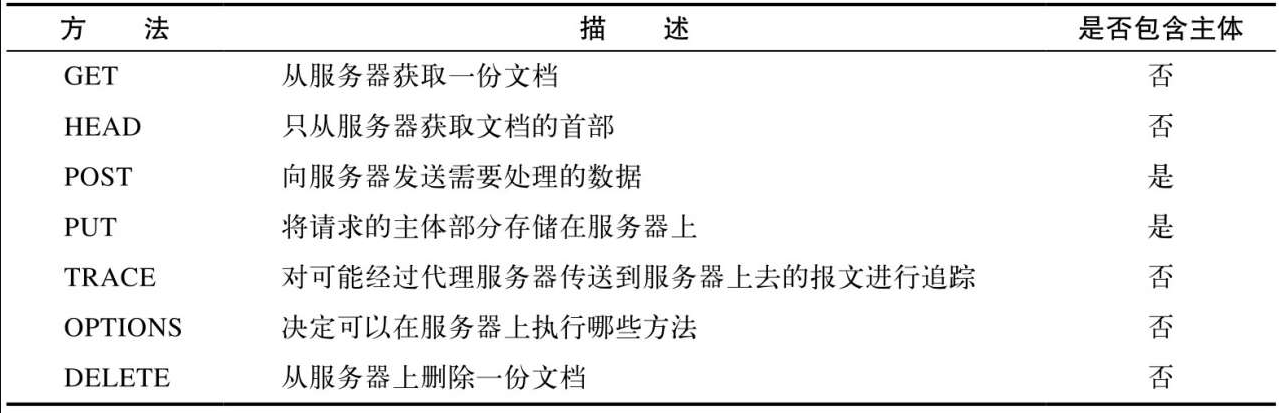 方 法 描 述 是否包含主体
GET 从服务器获取一份文档 否
HEAD 只从服务器获取文档的首部 否
POST 向服务器发送需要处理的数据 是
PUT 将请求的主体部分存储在服务器上 是
TRACE 对可能经过代理服务器传送到服务器上去的报文进行追踪 否
OPTIONS 决定可以在服务器上执行哪些方法 否
DELETE 从服务器上删除一份文档 否